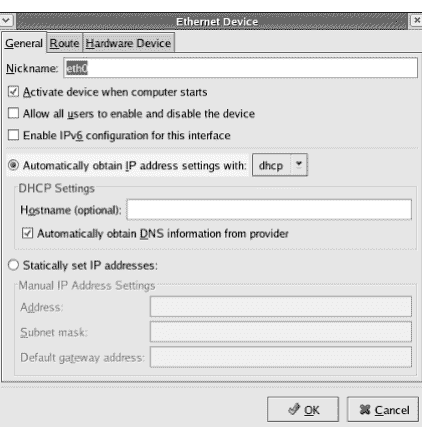 Ethernet Device
General Route Hardware Device
Nickname: eth0
Activate device when computer starts
Allow all users to enable and disable the device
Enable IPv6 configuration for this interface
Automatically obtain IP address settings with: dhcp
DHCP Settings
Hostname (optional):
Automatically obtain DNS information from provider
Statically set IP addresses:
Manual IP Address Settings
Address:
Subnet mask:
Default gateway address:
OK Cancel